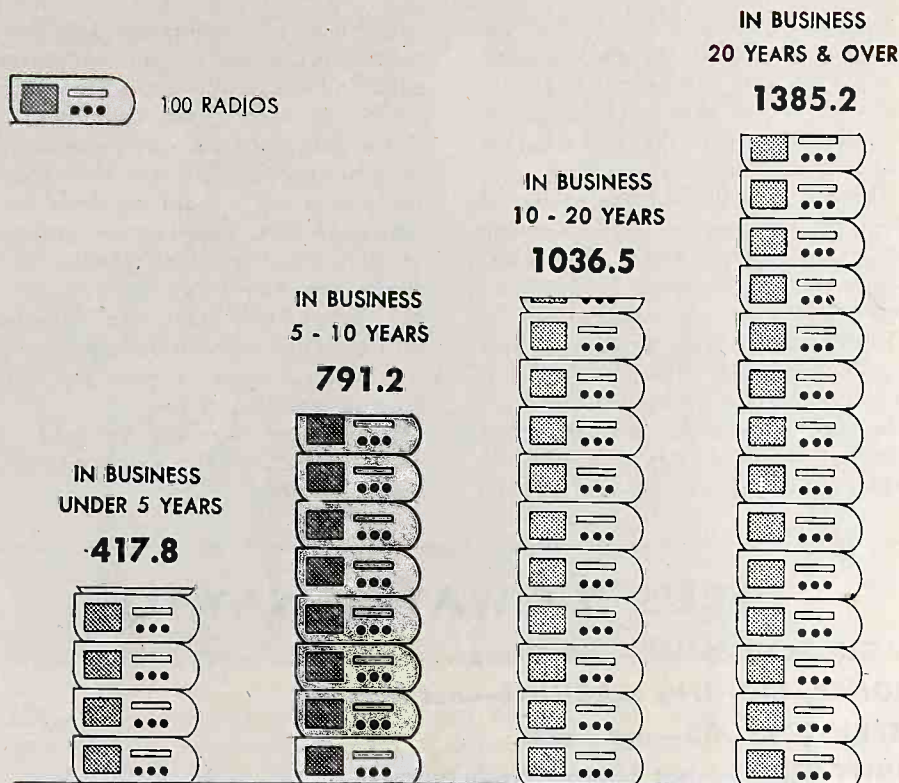 IN BUSINESS
20 YEARS & OVER
1385.2
100 RADIOS
IN BUSINESS
10 - 20 YEARS
1036.5
IN BUSINESS
5 - 10 YEARS
791.2
IN BUSINESS
UNDER 5 YEARS
417.8